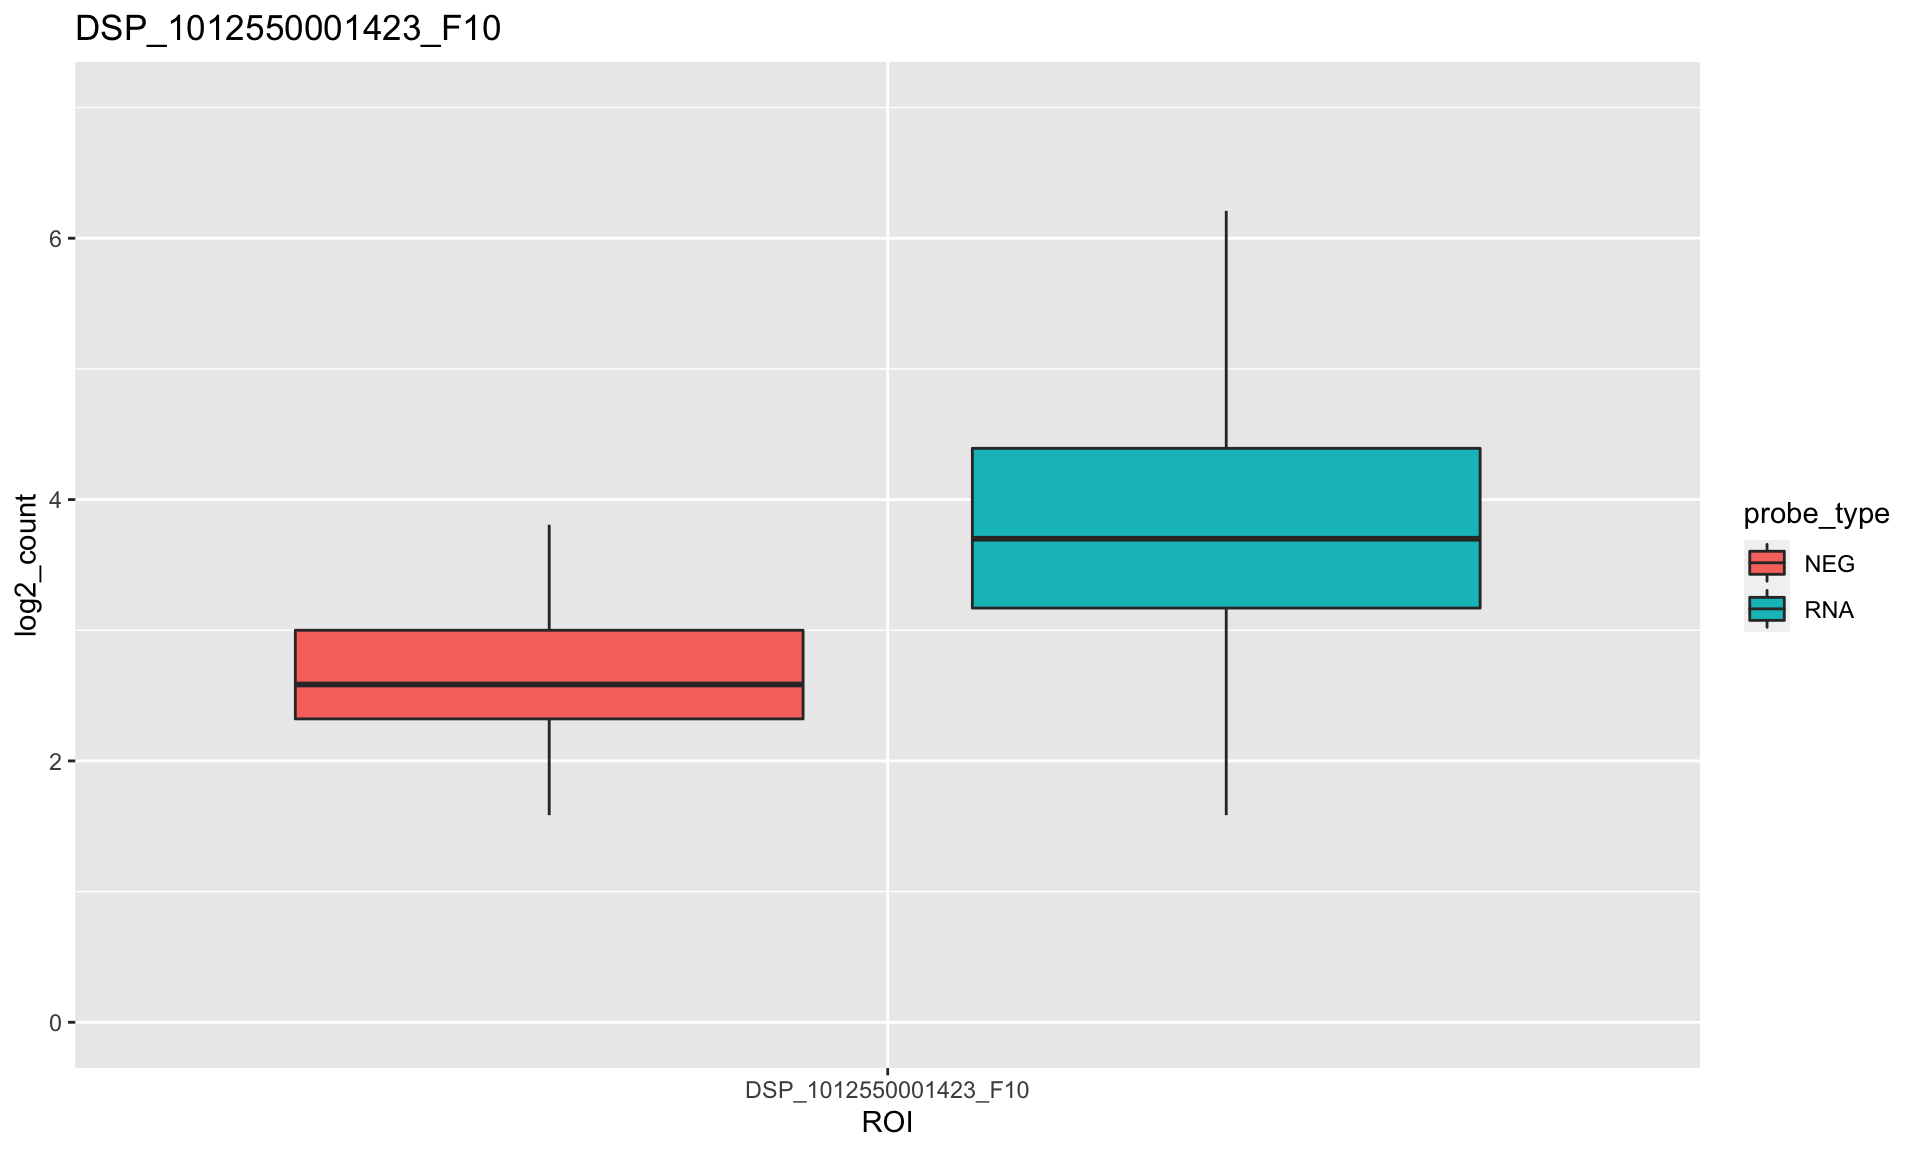 DSP_1012550001423_F10
log2_count
6
4
2
0
DSP_1012550001423_F10
ROI
probe_type
NEG
RNA